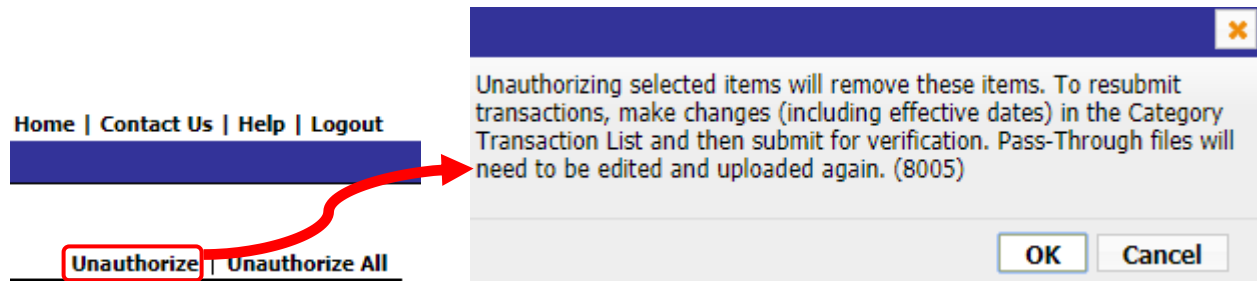 Home | Contact Us | Help | Logout
Unauthorize | Unauthorize All
Unauthorizing selected items will remove these items. To resubmit
transactions, make changes (including effective dates) in the Category
Transaction List and then submit for verification. Pass-Through files will
need to be edited and uploaded again. (8005)
OK Cancel